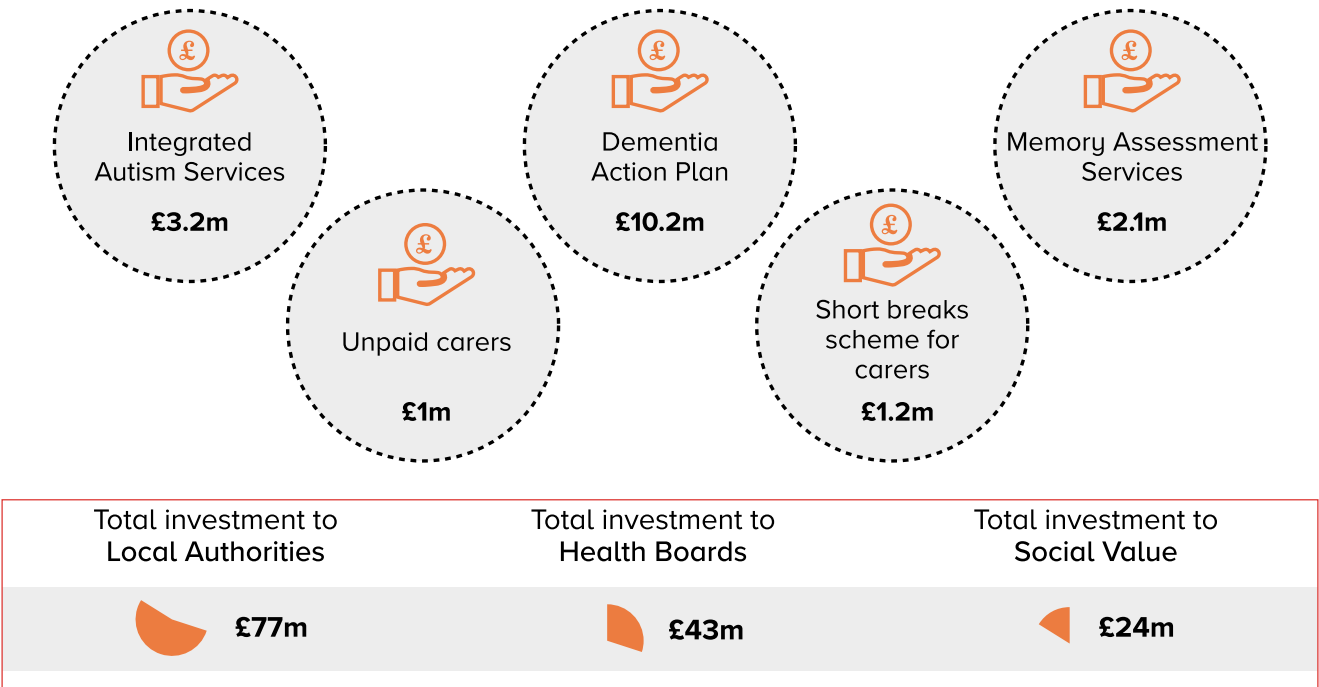 £
Integrated
Autism Services
£3.2m
£
Unpaid carers
£1m
£
Dementia
Action Plan
£10.2m
£
Short breaks
scheme for
carers
£1.2m
£
Memory Assessment
Services
£2.1m
Total investment to
Local Authorities
£77m
Total investment to
Health Boards
£43m
Total investment to
Social Value
£24m